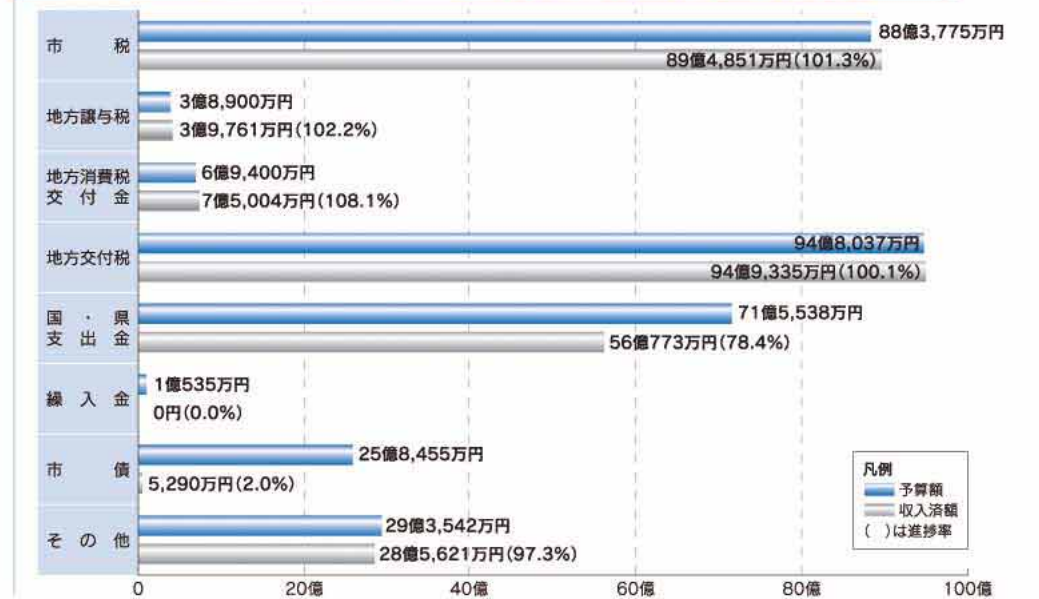 市 税
88億3,775万円
89億4,851万円(101.3%)
地方譲与税
3億8,900万円
3億9,761万円(102.2%)
地方消費税
交 付 金
6億9,400万円
7億5,004万円(108.1%)
地方交付税
94億8,037万円
94億9,335万円(100.1%)
国 ・ 県
支 出 金
71億5,538万円
56億773万円(78.4%)
繰 入 金
1億535万円
0円(0.0%)
市 債
25億8,455万円
5,290万円(2.0%)
そ の 他
29億3,542万円
28億5,621万円(97.3%)
凡例
予算額
収入済額
( )は進捗率
0 20億 40億 60億 80億 100億